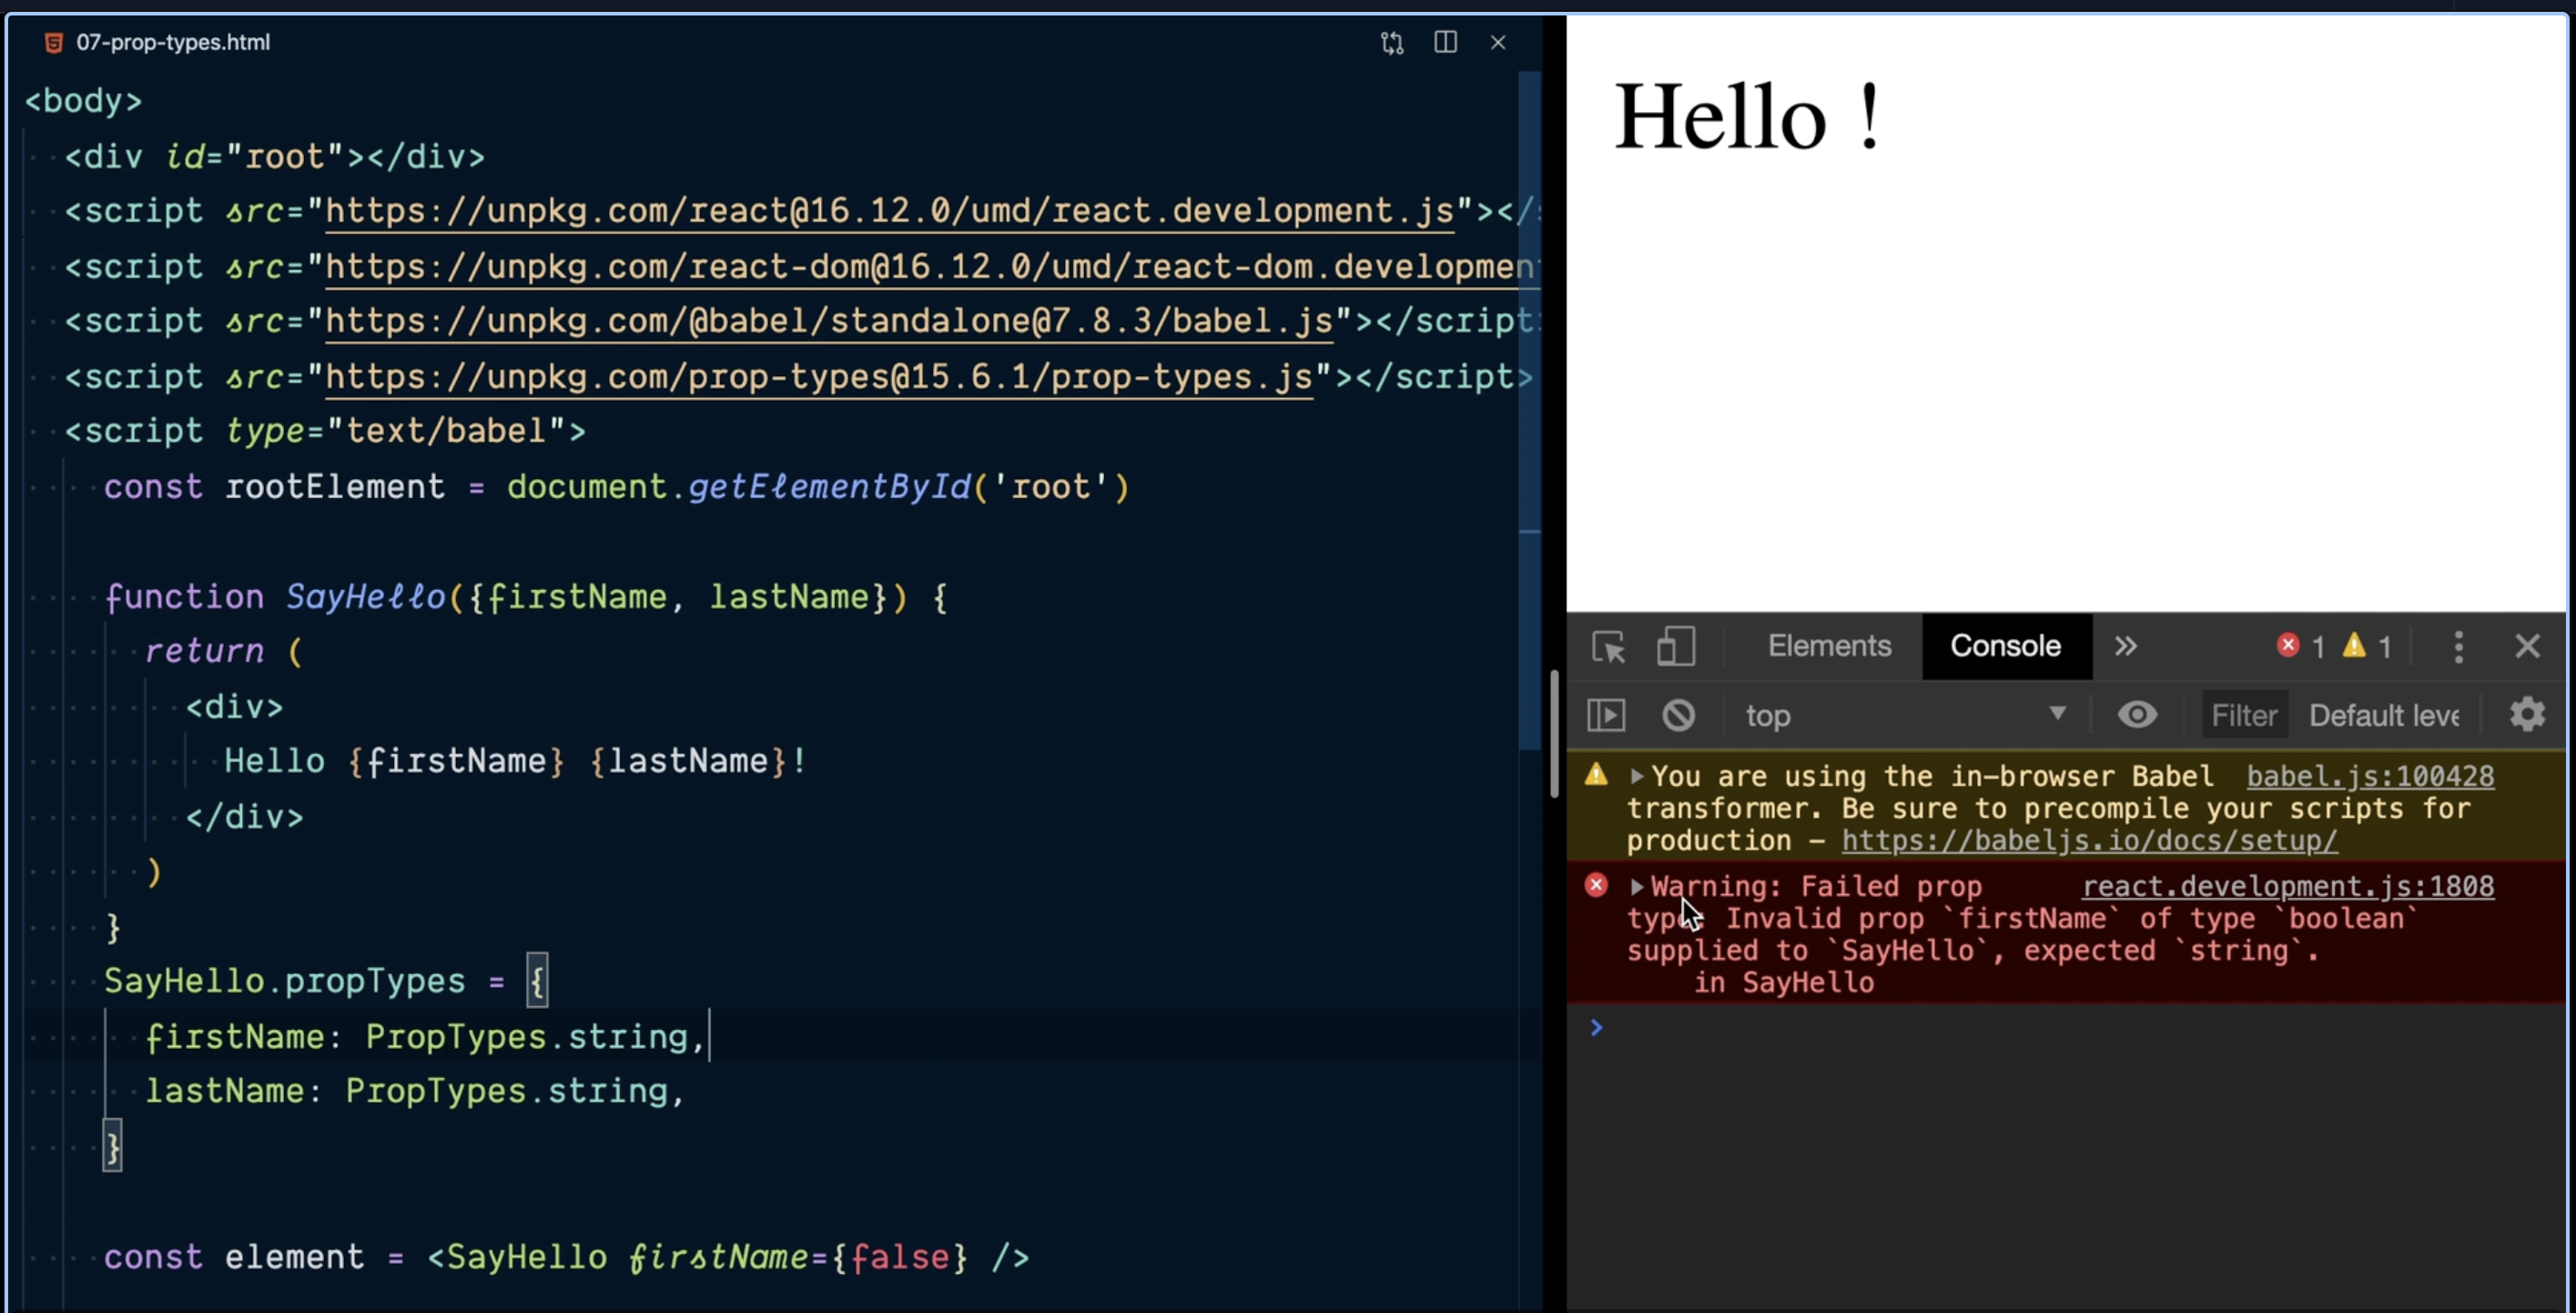 07-prop-types.html
<body>
<div id="root"></div>
<script src="https://unpkg.com/react@16.12.0/umd/react.development.js"></
<script src="https://unpkg.com/react-dom@16.12.0/umd/react-dom.developmen
<script src="https://unpkg.com/@babel/standalone@7.8.3/babel.js"></script
<script src="https://unpkg.com/prop-types@15.6.1/prop-types.js"></script>
<script type="text/babel">
const rootElement = document.getElementById('root')
function SayHello({firstName, lastName}) {
return (
<div>
Hello {firstName} {lastName}!
</div>
)
}
SayHello.propTypes = {
firstName: PropTypes.string,
lastName: PropTypes.string,
}
const element = <SayHello firstName={false} />
Hello !
Elements Console 1 1
top Filter Default leve
You are using the in-browser Babel babel.js:100428
transformer. Be sure to precompile your scripts for
production – https://babeljs.io/docs/setup/
Warning: Failed prop react.development.js:1808
type: Invalid prop `firstName` of type `boolean`
supplied to `SayHello`, expected `string`.
in SayHello